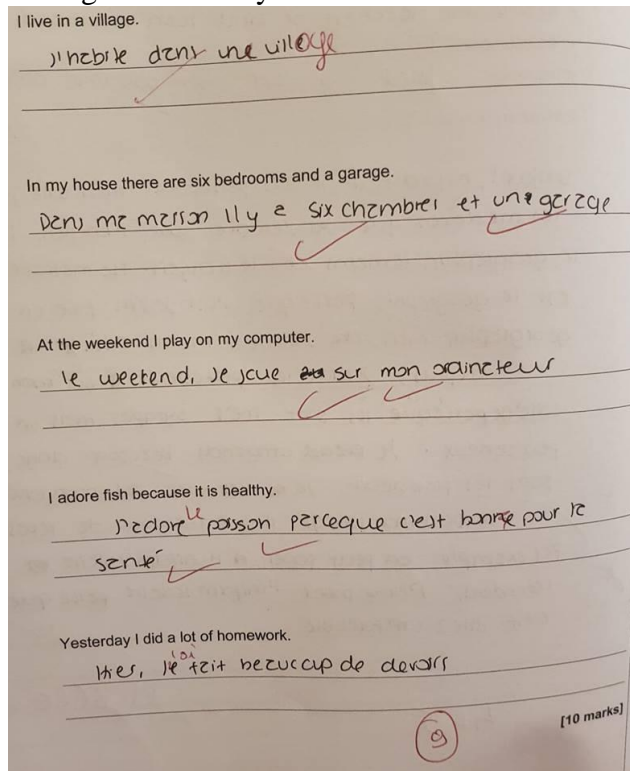 I live in a village.
J'habite dans une village
In my house there are six bedrooms and a garage.
Dans ma maison Il y a six chambres et une garage
At the weekend I play on my computer.
le weekend, Je joue sur mon ordinateur
I adore fish because it is healthy.
le
J'adore poisson parceque c'est bonne pour la
santé
Yesterday I did a lot of homework.
ai
Hier, Je fait beaucoup de devoirs
[10 marks]
9